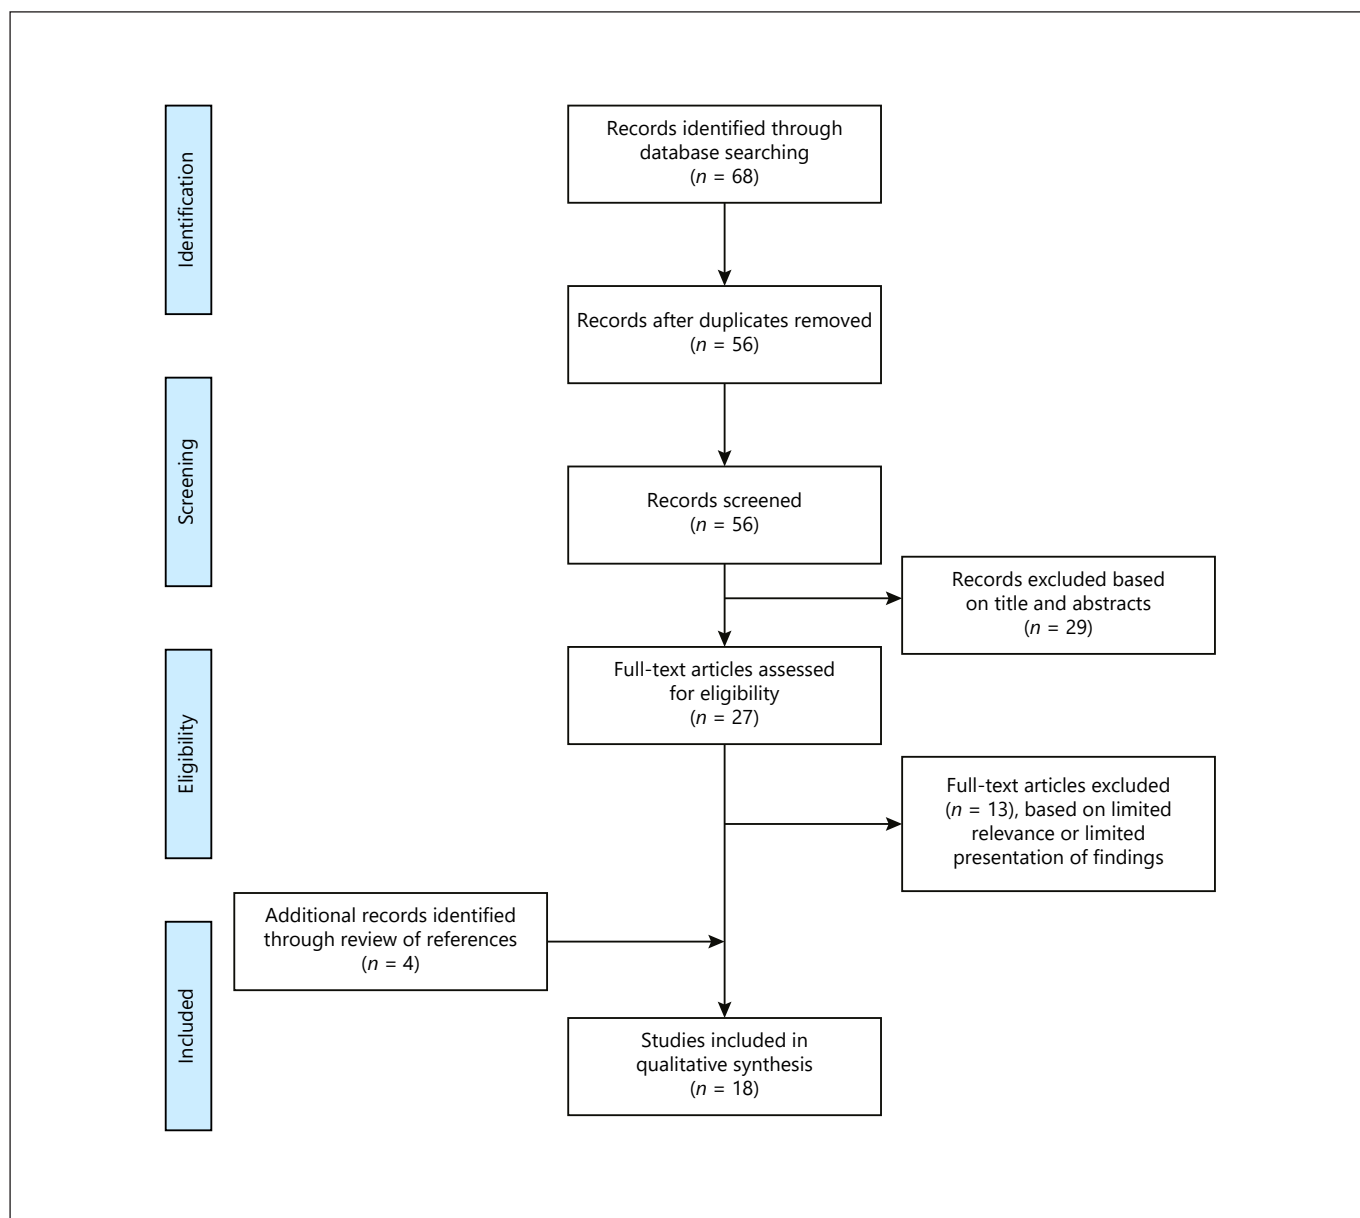 Identification
Records identified through
database searching
(n = 68)
Records after duplicates removed
(n = 56)
Screening
Records screened
(n = 56)
Records excluded based
on title and abstracts
(n = 29)
Eligibility
Full-text articles assessed
for eligibility
(n = 27)
Full-text articles excluded
(n = 13), based on limited
relevance or limited
presentation of findings
Included
Additional records identified
through review of references
(n = 4)
Studies included in
qualitative synthesis
(n = 18)